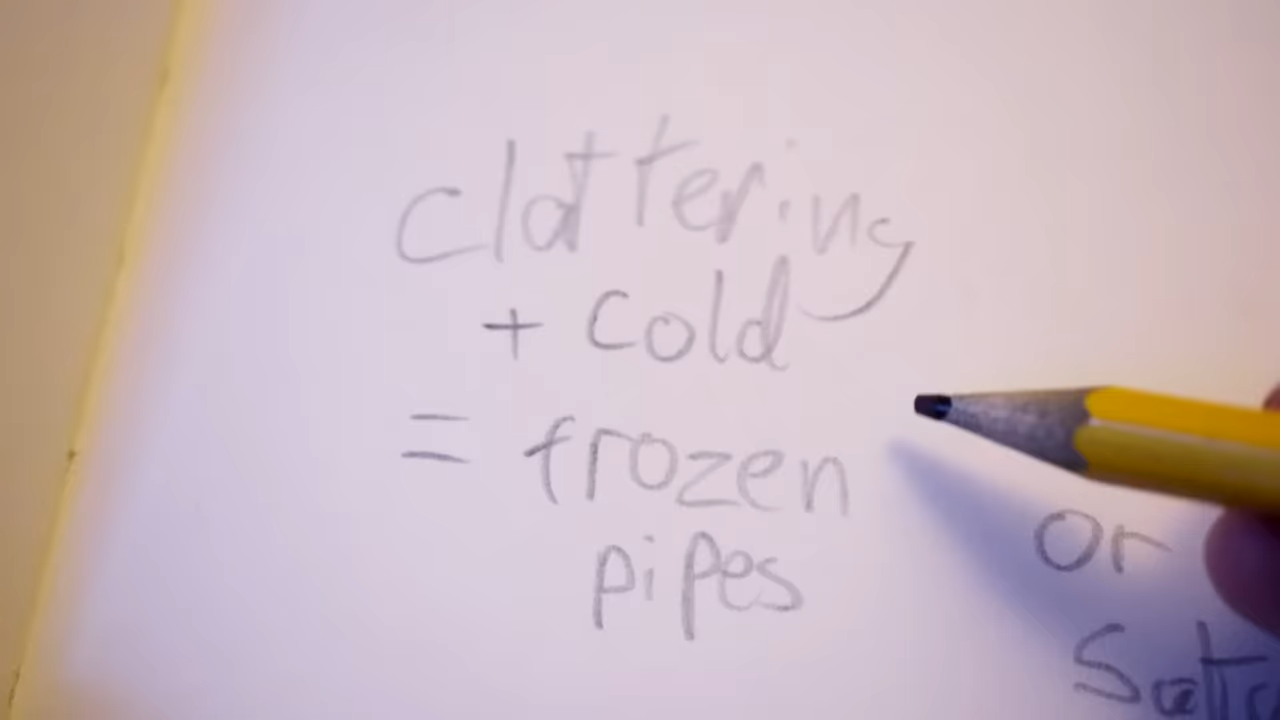 clattering
+ cold
= frozen
pipes
or